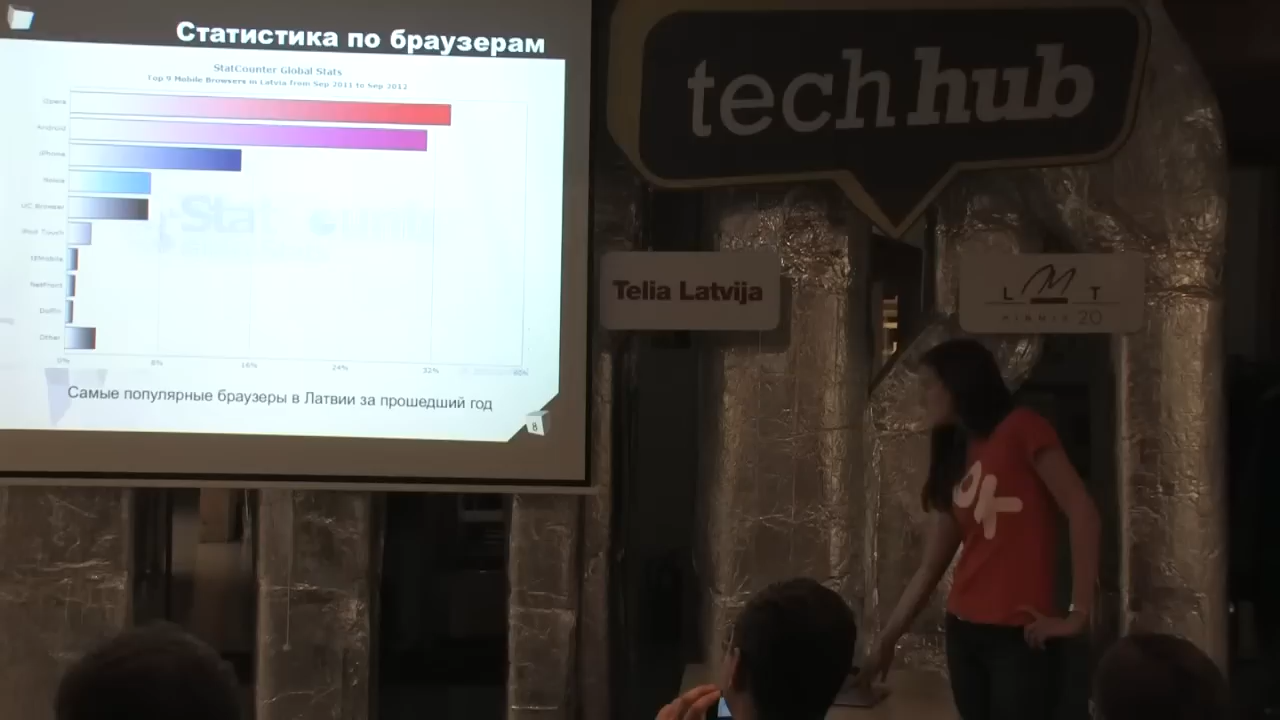 Статистика по браузерам
StatCounter Global Stats
Top 9 Mobile Browsers in Latvia from Sep 2011 to Sep 2012
Opera
Android
iPhone
Nokia
UC Browser
iPod Touch
NetFront
Dolfin
Other
0%
8%
16%
24%
32%
40%
Самые популярные браузеры в Латвии за прошедший год
8
tech hub
Telia Latvija
LMT
20